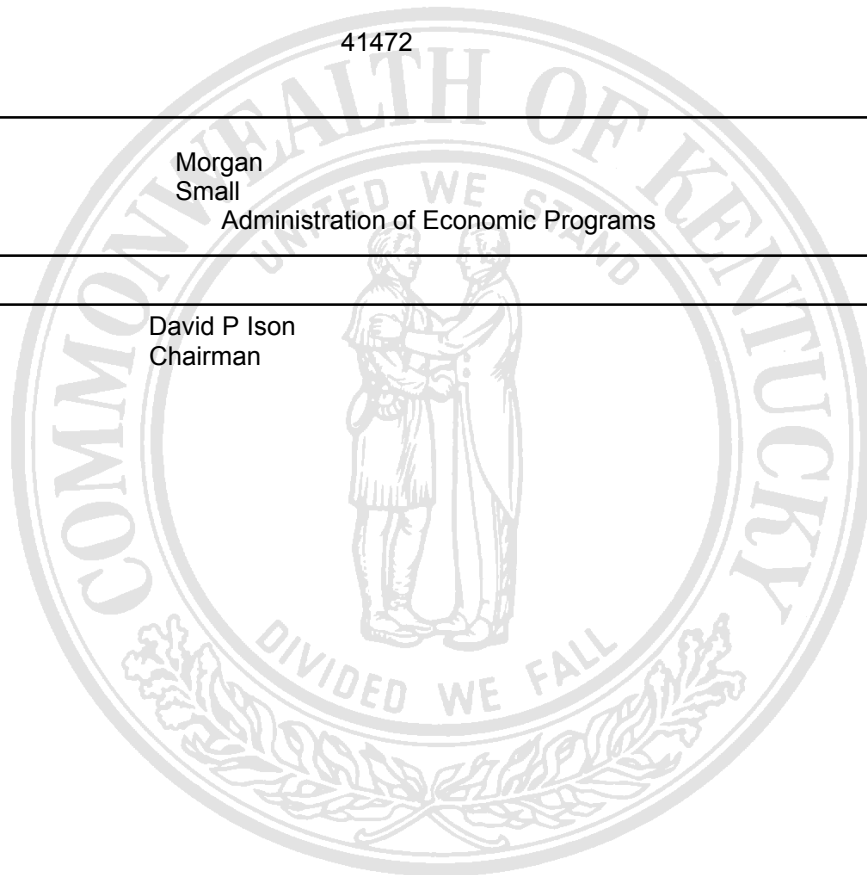 41472
Morgan
Small
Administration of Economic Programs
David P Ison
Chairman
COMMONWEALTH OF KENTUCKY
UNITED WE STAND
DIVIDED WE FALL